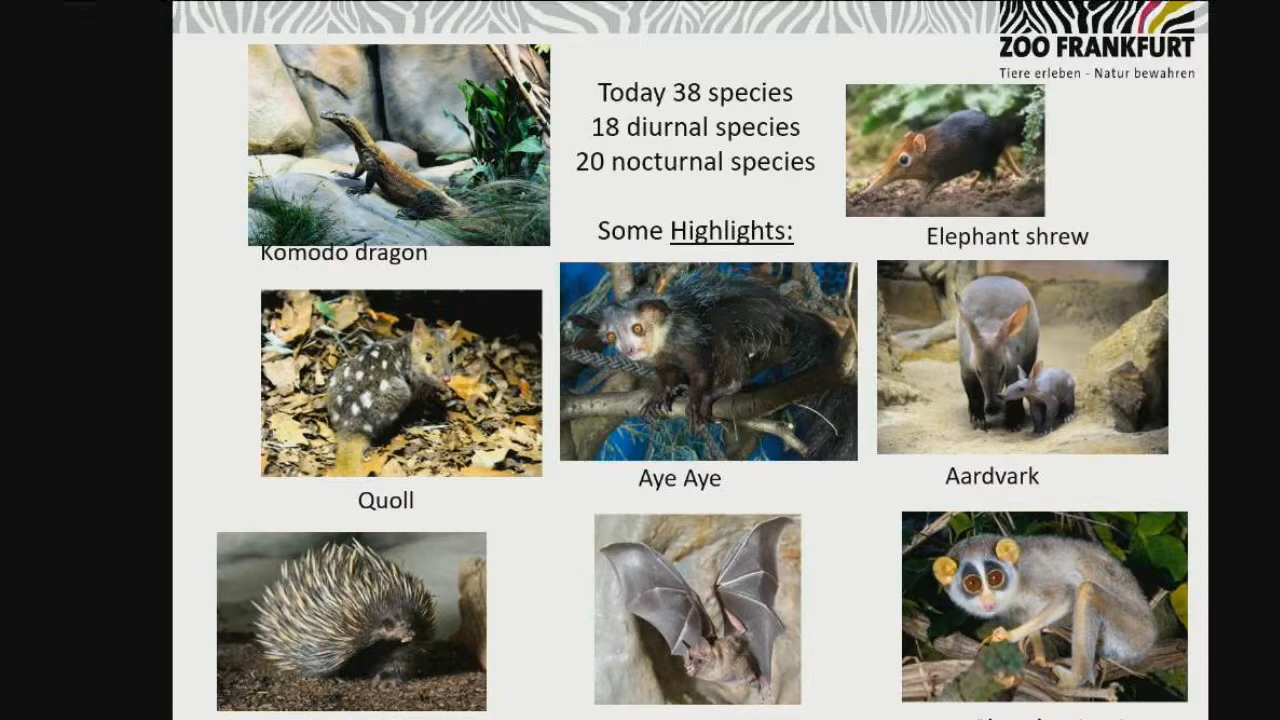 ZOO FRANKFURT
Tiere erleben - Natur bewahren
Today 38 species
18 diurnal species
20 nocturnal species
Some Highlights:
Komodo dragon
Elephant shrew
Quoll
Aye Aye
Aardvark